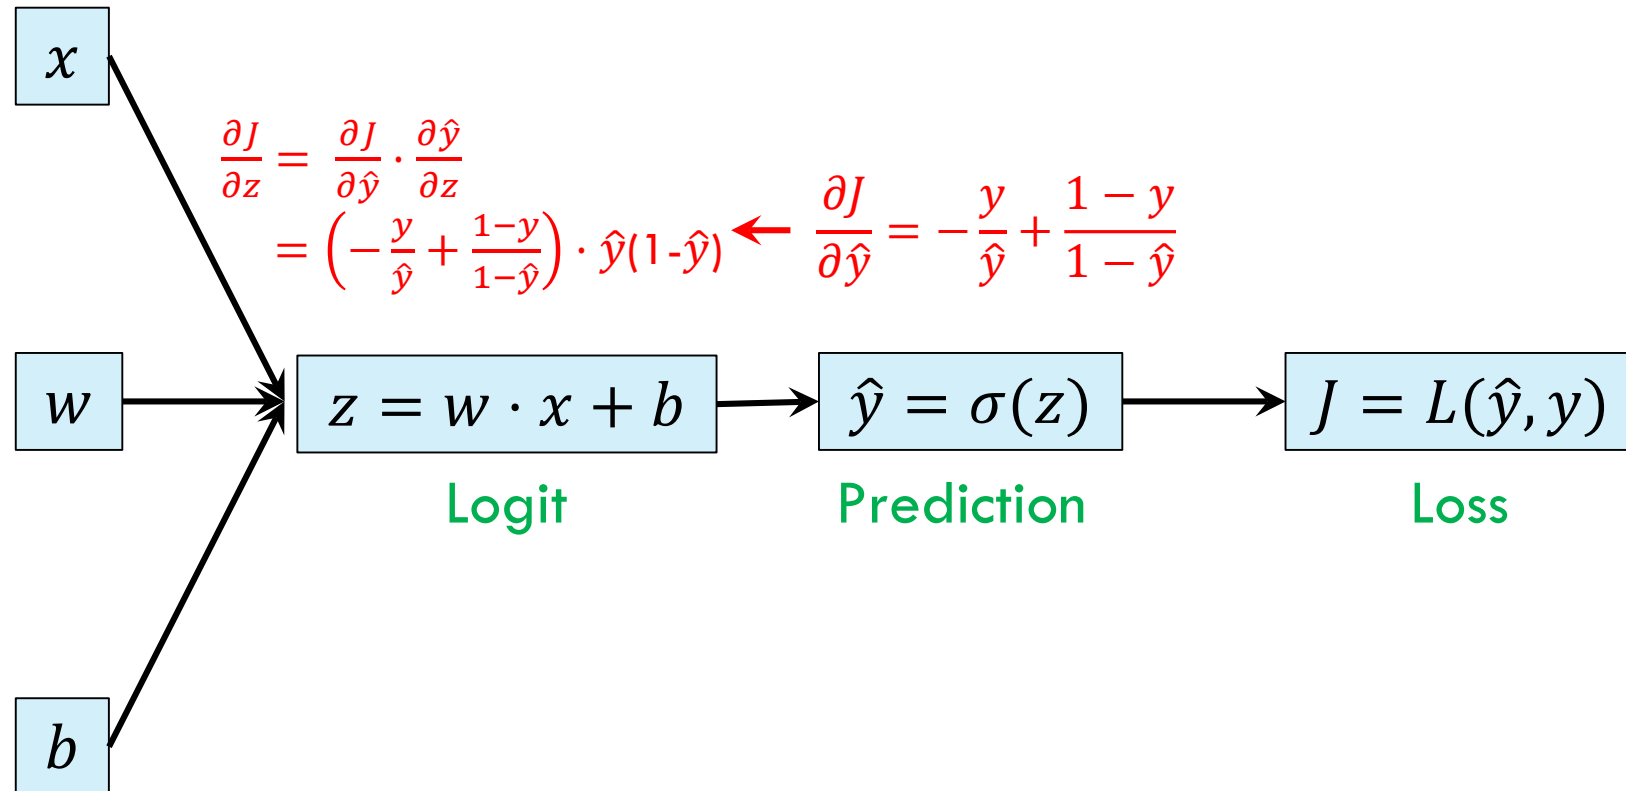 x
∂J/∂z = ∂J/∂ŷ · ∂ŷ/∂z
= (−y/ŷ + 1−y/1−ŷ) · ŷ(1-ŷ)
∂J/∂ŷ = −y/ŷ + 1−y/1−ŷ
w
z = w · x + b
ŷ = σ(z)
J = L(ŷ, y)
Logit
Prediction
Loss
b